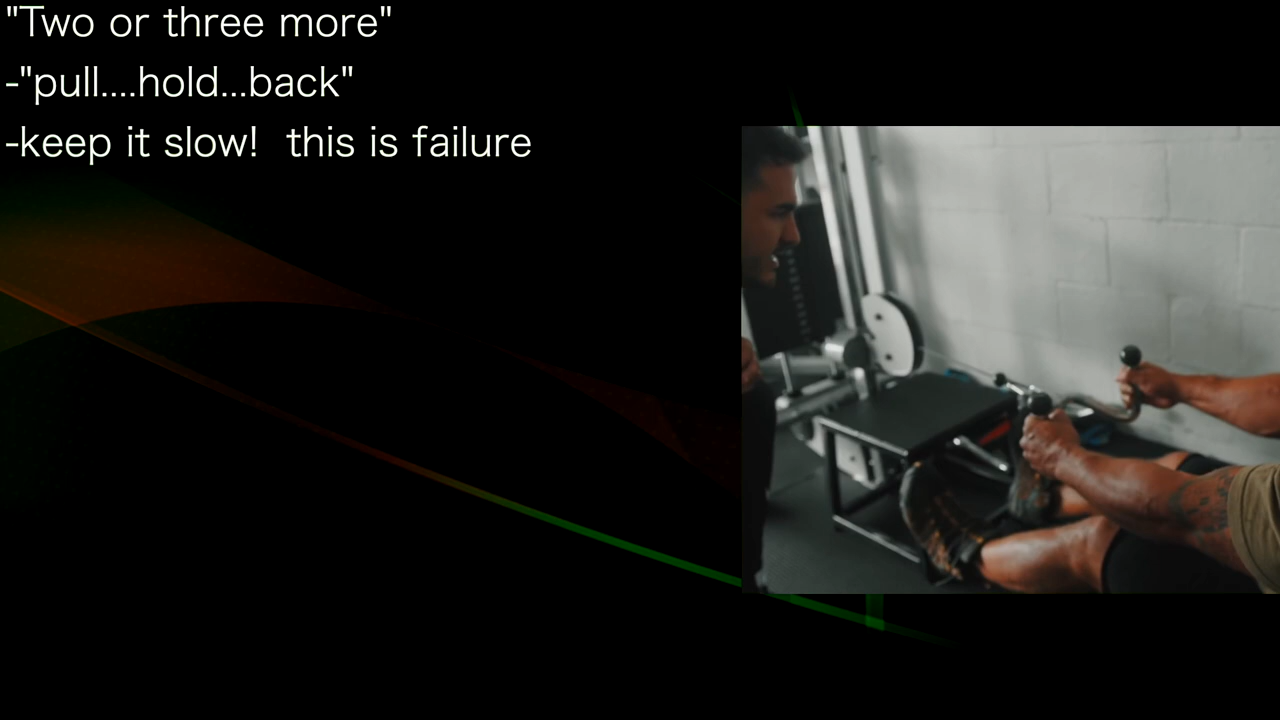 "Two or three more"
-"pull....hold...back"
-keep it slow!  this is failure